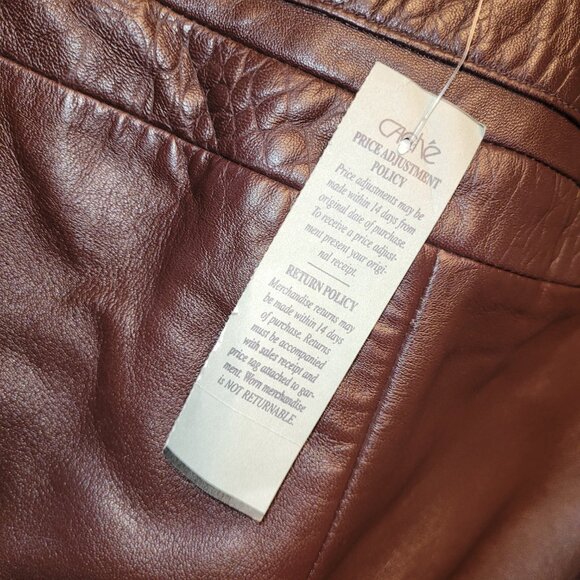 CACHÉ
PRICE ADJUSTMENT
POLICY
Price adjustments may be
made within 14 days from
original date of purchase.
To receive a price adjust-
ment present your origi-
nal receipt.
RETURN POLICY
Merchandise returns may
be made within 14 days
of purchase. Returns
must be accompanied
with sales receipt and
price tag attached to gar-
ment. Worn merchandise
is NOT RETURNABLE.